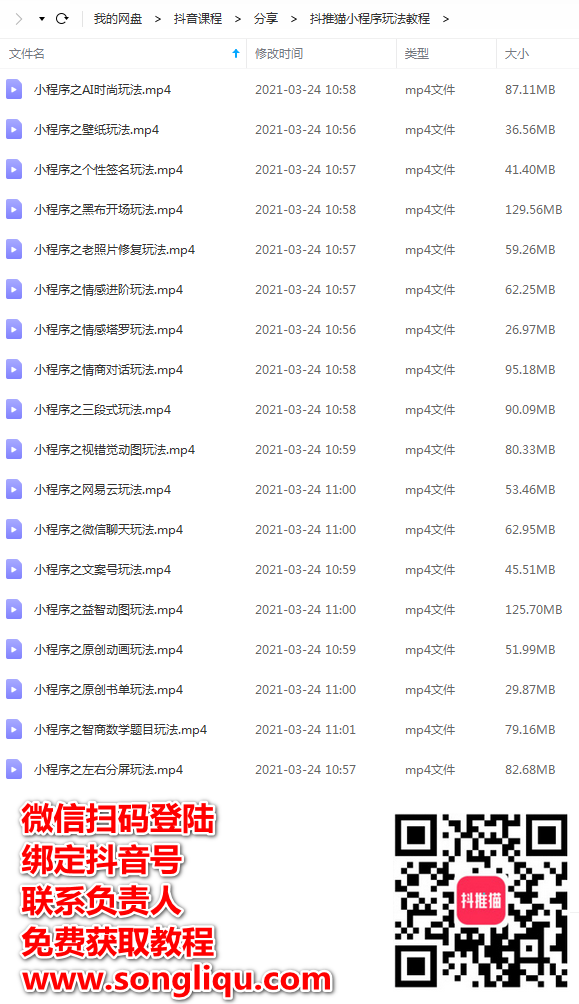 我的网盘 > 抖音课程 > 分享 > 抖推猫小程序玩法教程 >
文件名 修改时间 类型 大小
小程序之AI时尚玩法.mp4 2021-03-24 10:58 mp4文件 87.11MB
小程序之壁纸玩法.mp4 2021-03-24 10:56 mp4文件 36.56MB
小程序之个性签名玩法.mp4 2021-03-24 10:57 mp4文件 41.40MB
小程序之黑布开场玩法.mp4 2021-03-24 10:58 mp4文件 129.56MB
小程序之老照片修复玩法.mp4 2021-03-24 10:57 mp4文件 59.26MB
小程序之情感进阶玩法.mp4 2021-03-24 10:57 mp4文件 62.25MB
小程序之情感塔罗玩法.mp4 2021-03-24 10:56 mp4文件 26.97MB
小程序之情商对话玩法.mp4 2021-03-24 10:58 mp4文件 95.18MB
小程序之三段式玩法.mp4 2021-03-24 10:58 mp4文件 90.09MB
小程序之视错觉动图玩法.mp4 2021-03-24 10:59 mp4文件 80.33MB
小程序之网易云玩法.mp4 2021-03-24 11:00 mp4文件 53.46MB
小程序之微信聊天玩法.mp4 2021-03-24 11:00 mp4文件 62.95MB
小程序之文案号玩法.mp4 2021-03-24 10:59 mp4文件 45.51MB
小程序之益智动图玩法.mp4 2021-03-24 11:00 mp4文件 125.70MB
小程序之原创动画玩法.mp4 2021-03-24 10:59 mp4文件 51.99MB
小程序之原创书单玩法.mp4 2021-03-24 11:00 mp4文件 29.87MB
小程序之智商数学题目玩法.mp4 2021-03-24 11:01 mp4文件 79.16MB
小程序之左右分屏玩法.mp4 2021-03-24 10:57 mp4文件 82.68MB
微信扫码登陆
绑定抖音号
联系负责人
免费获取教程
www.songliqu.com
抖推猫